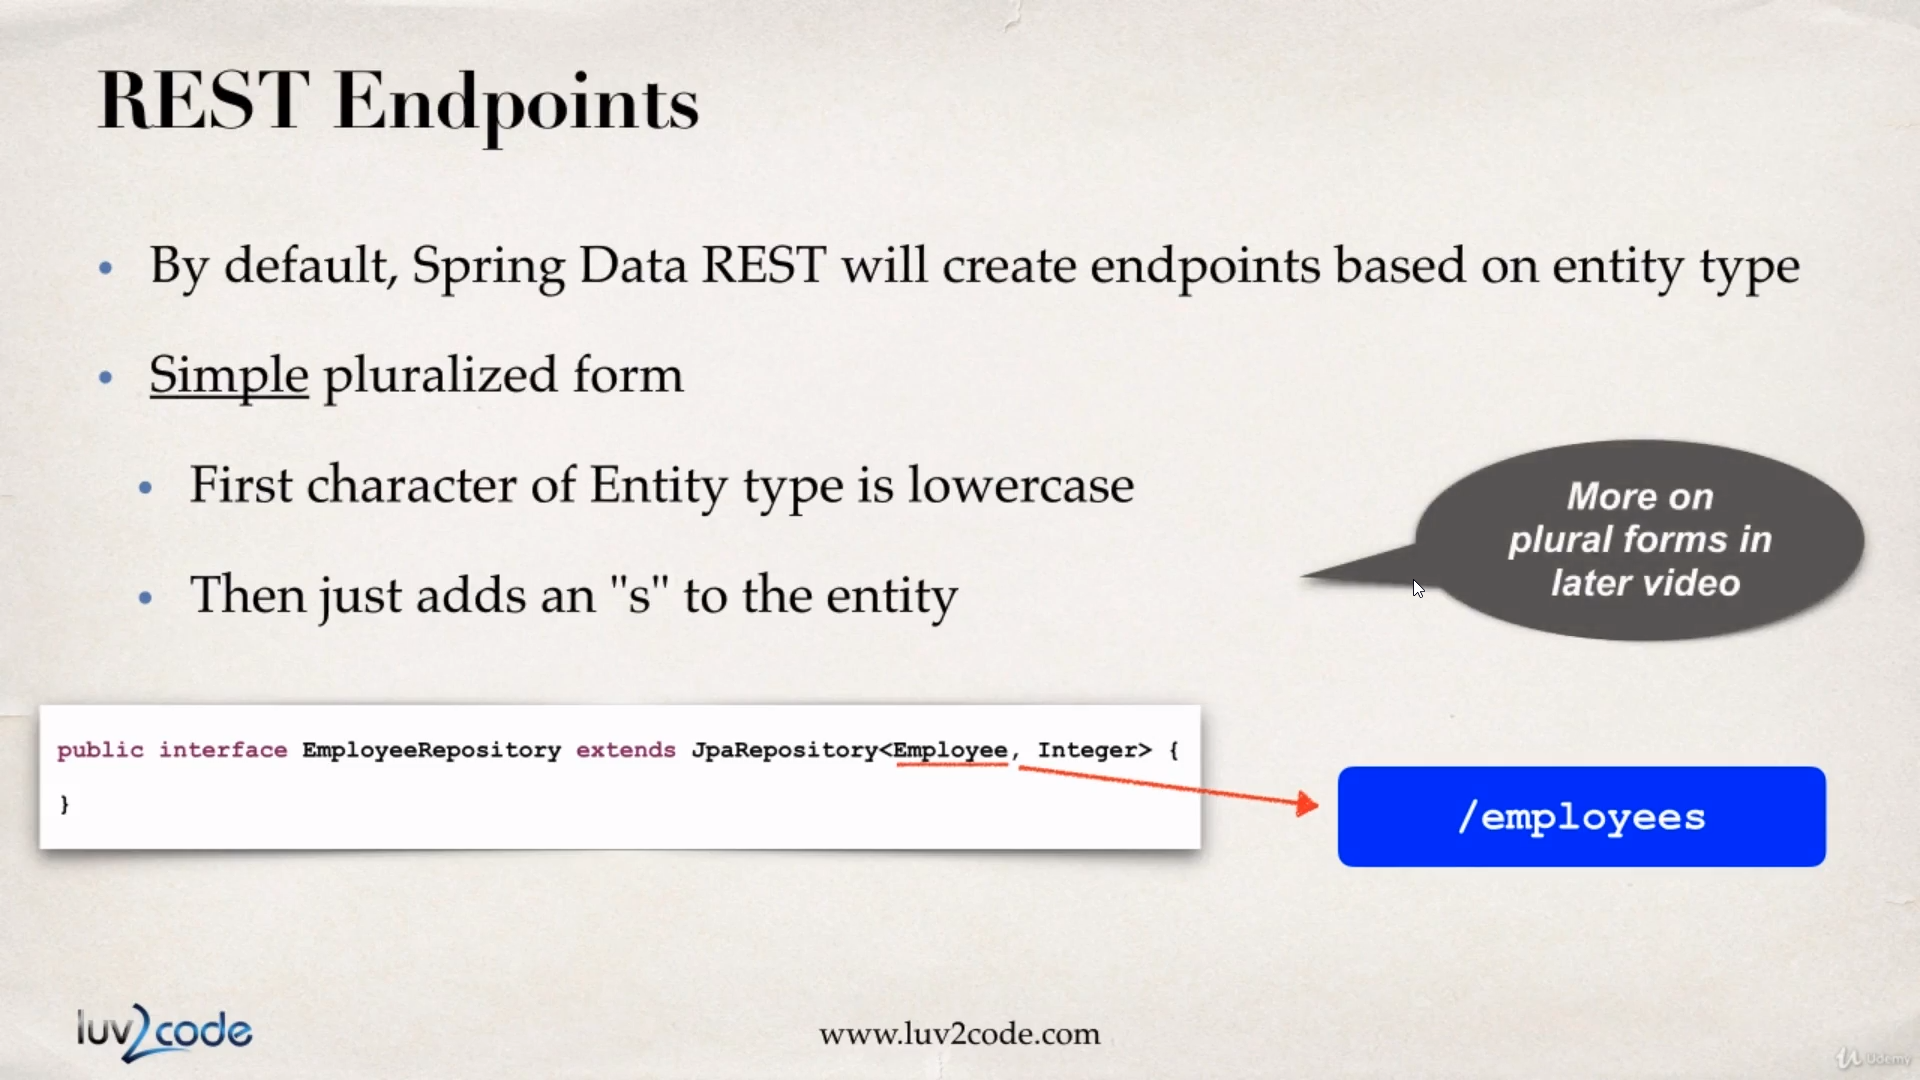 REST Endpoints
• By default, Spring Data REST will create endpoints based on entity type
• Simple pluralized form
• First character of Entity type is lowercase
• Then just adds an "s" to the entity
More on
plural forms in
later video
public interface EmployeeRepository extends JpaRepository<Employee, Integer> {
}
/employees
luv2code
www.luv2code.com
Udemy